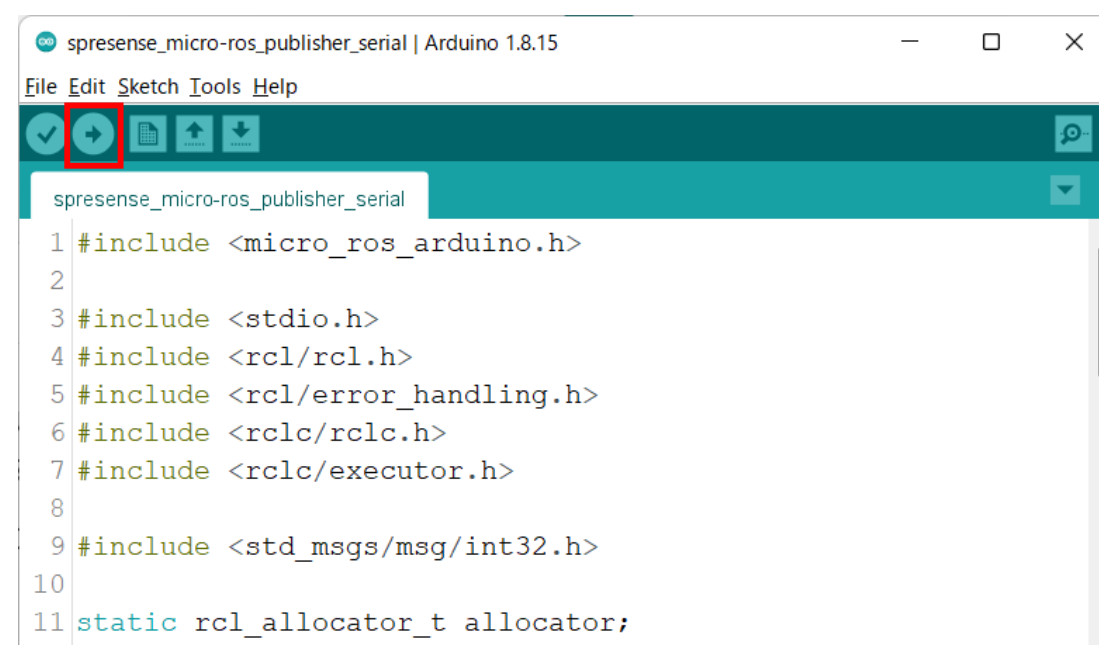 spresense_micro-ros_publisher_serial | Arduino 1.8.15
File Edit Sketch Tools Help
spresense_micro-ros_publisher_serial
1 #include <micro_ros_arduino.h>
2
3 #include <stdio.h>
4 #include <rcl/rcl.h>
5 #include <rcl/error_handling.h>
6 #include <rclc/rclc.h>
7 #include <rclc/executor.h>
8
9 #include <std_msgs/msg/int32.h>
10
11 static rcl_allocator_t allocator;